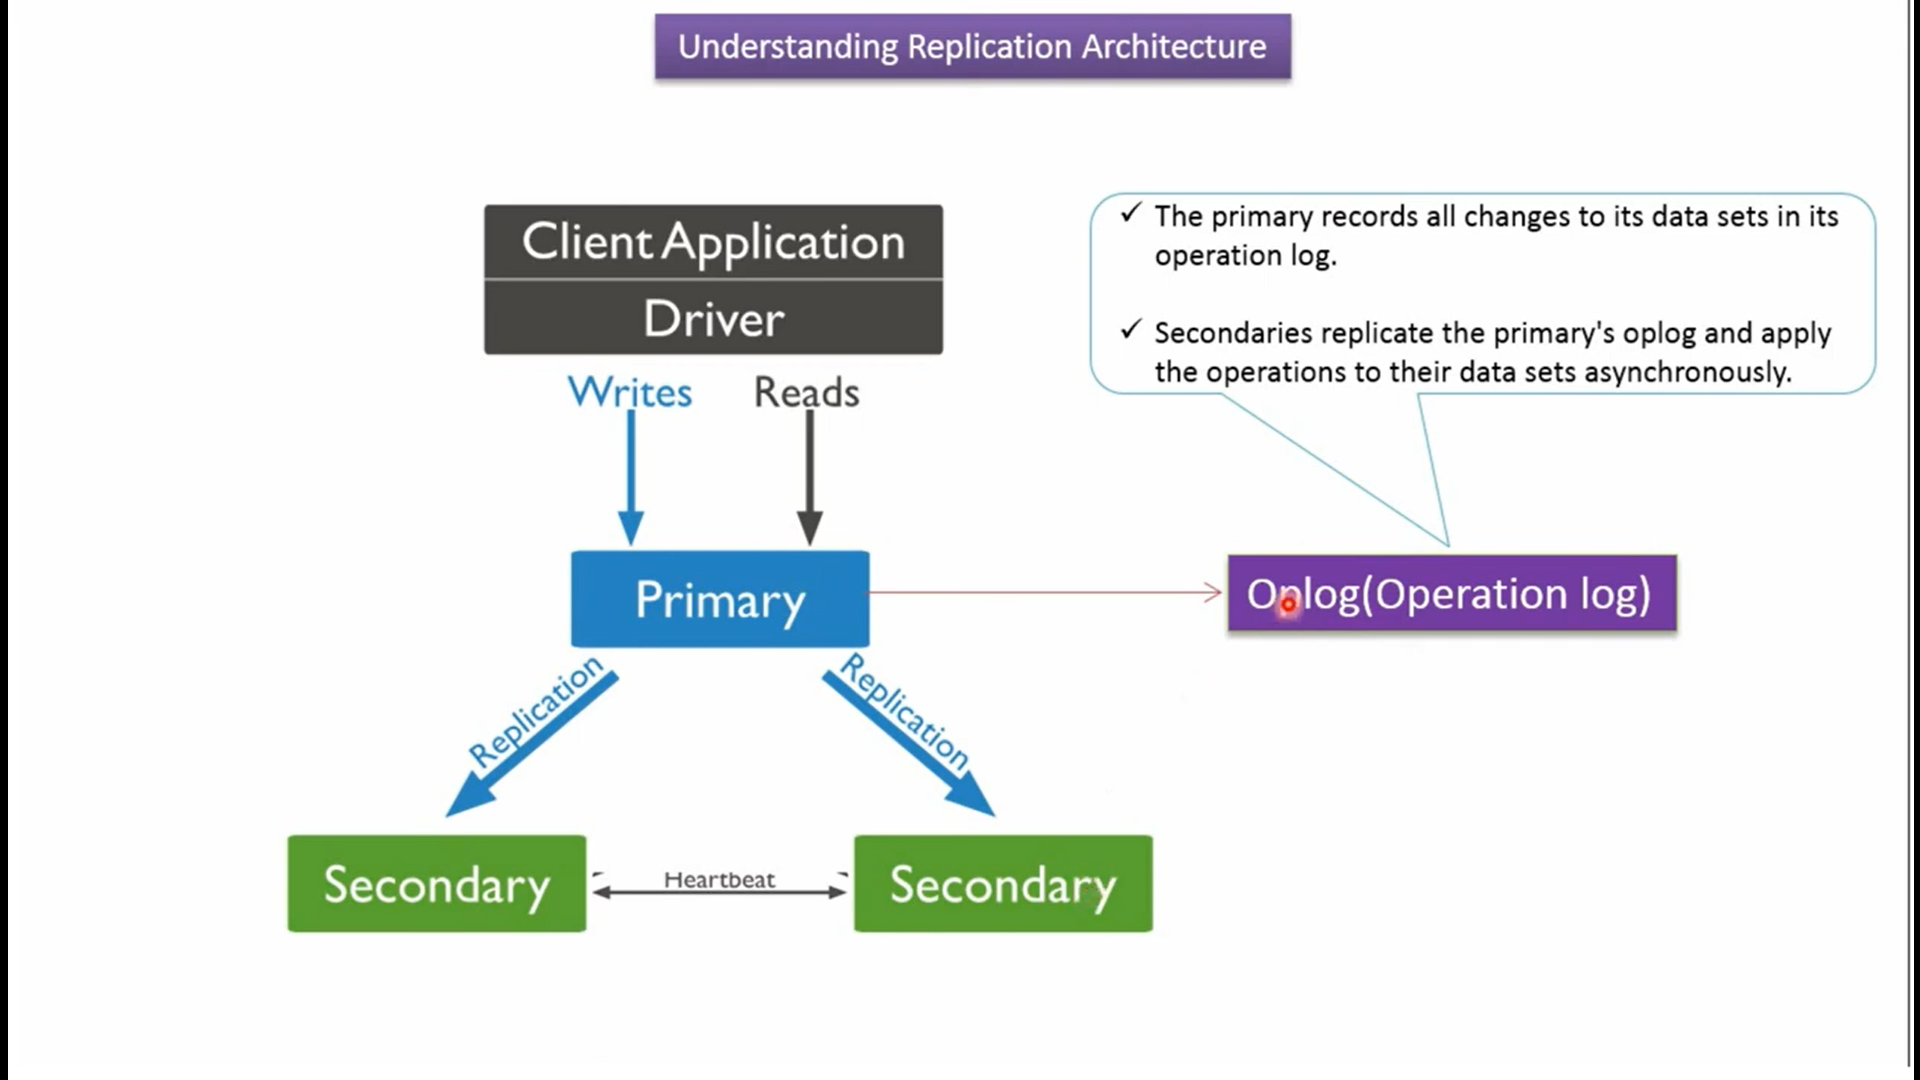 Understanding Replication Architecture
Client Application
Driver
Writes
Reads
The primary records all changes to its data sets in its
operation log.
Secondaries replicate the primary's oplog and apply
the operations to their data sets asynchronously.
Primary
Oplog(Operation log)
Replication
Replication
Secondary
Heartbeat
Secondary